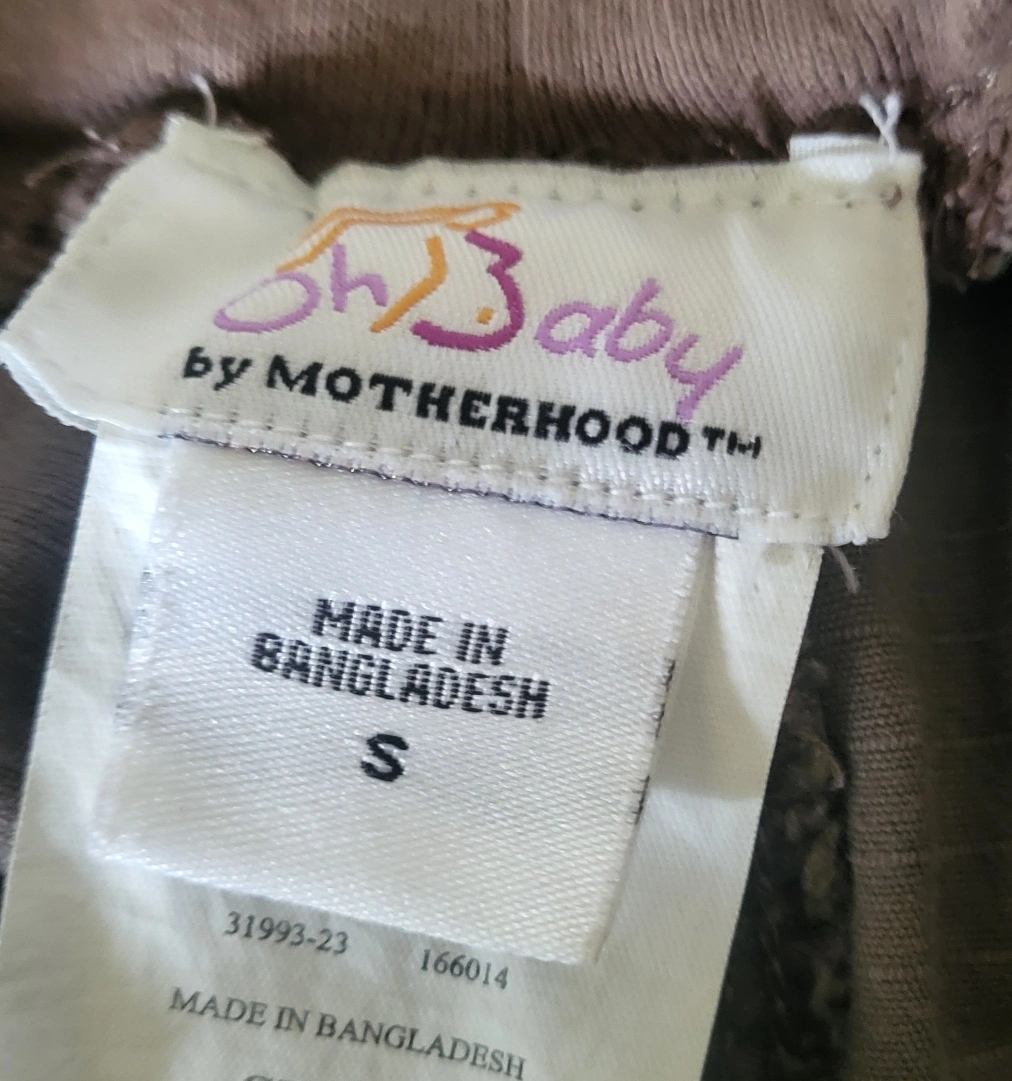 Oh Baby
by MOTHERHOOD™
MADE IN
BANGLADESH
S
31993-23 166014
MADE IN BANGLADESH